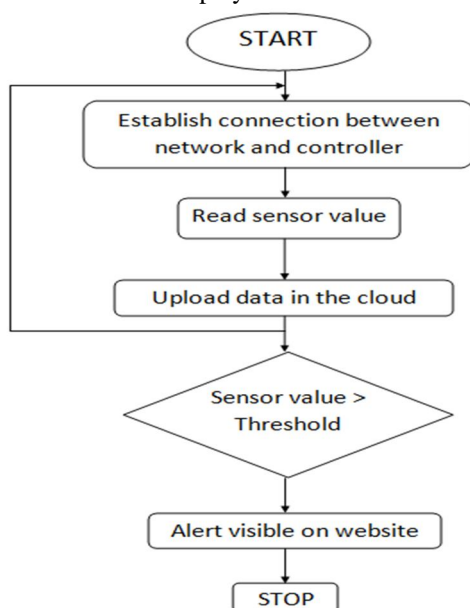 START
Establish connection between
network and controller
Read sensor value
Upload data in the cloud
Sensor value >
Threshold
Alert visible on website
STOP